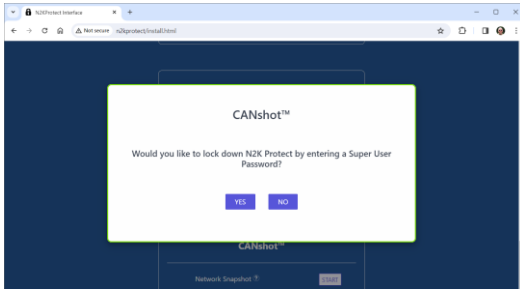 N2KProtect Interface
Not secure n2kprotect/install.html
CANshot™
Would you like to lock down N2K Protect by entering a Super User
Password?
YES NO
CANshot™
Network Snapshot ? START